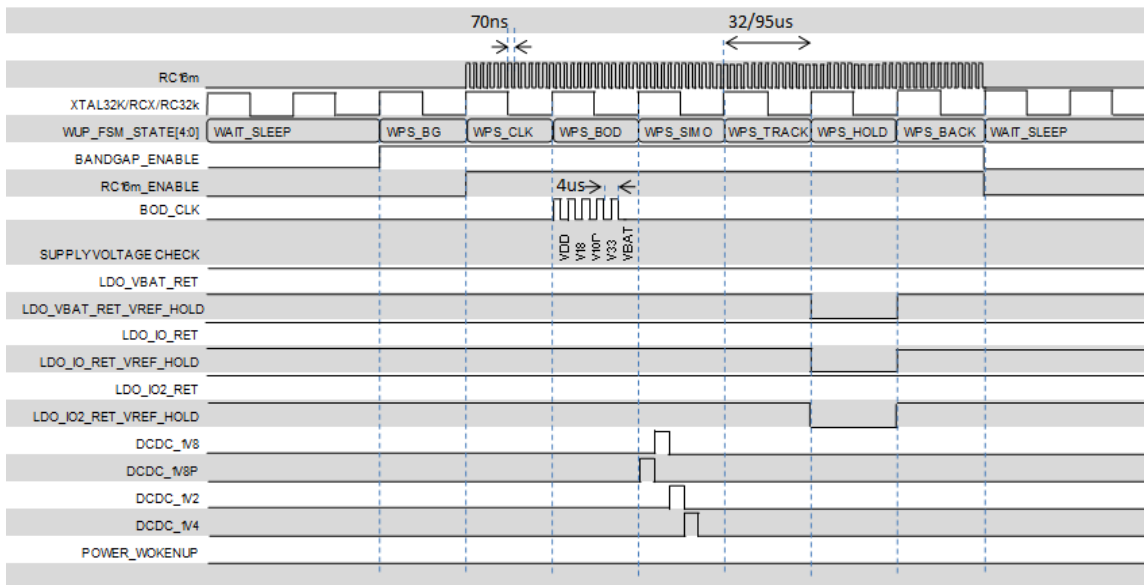 70ns 32/95us
RC16m
XTAL32K/RCX/RC32k
WUP_FSM_STATE[4:0] WAIT_SLEEP WPS_BG WPS_CLK WPS_BOD WPS_SIMO WPS_TRACK WPS_HOLD WPS_BACK WAIT_SLEEP
BANDGAP_ENABLE
RC16m_ENABLE 4us
BOD_CLK
SUPPLY VOLTAGE CHECK VDD V18 V33 VBAT
LDO_VBAT_RET
LDO_VBAT_RET_VREF_HOLD
LDO_IO_RET
LDO_IO_RET_VREF_HOLD
LDO_IO2_RET
LDO_IO2_RET_VREF_HOLD
DCDC_1V8
DCDC_1V8P
DCDC_1V2
DCDC_1V4
POWER_WOKENUP